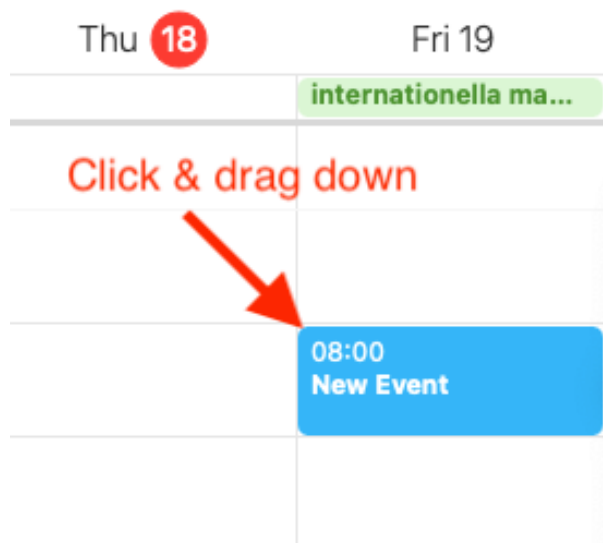 Thu 18
Fri 19
internationella ma...
Click & drag down
08:00
New Event